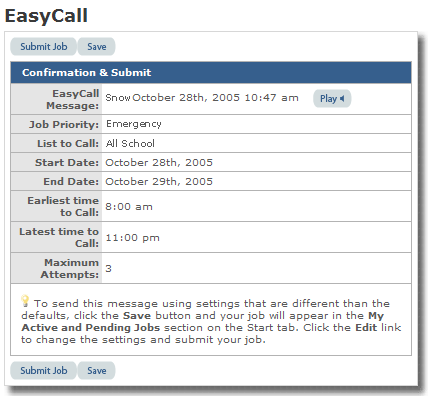 EasyCall
Submit Job Save
Confirmation & Submit
EasyCall Message: SnowOctober 28th, 2005 10:47 am Play
Job Priority: Emergency
List to Call: All School
Start Date: October 28th, 2005
End Date: October 29th, 2005
Earliest time to Call: 8:00 am
Latest time to Call: 11:00 pm
Maximum Attempts: 3
To send this message using settings that are different than the
defaults, click the Save button and your job will appear in the My
Active and Pending Jobs section on the Start tab. Click the Edit link
to change the settings and submit your job.
Submit Job Save